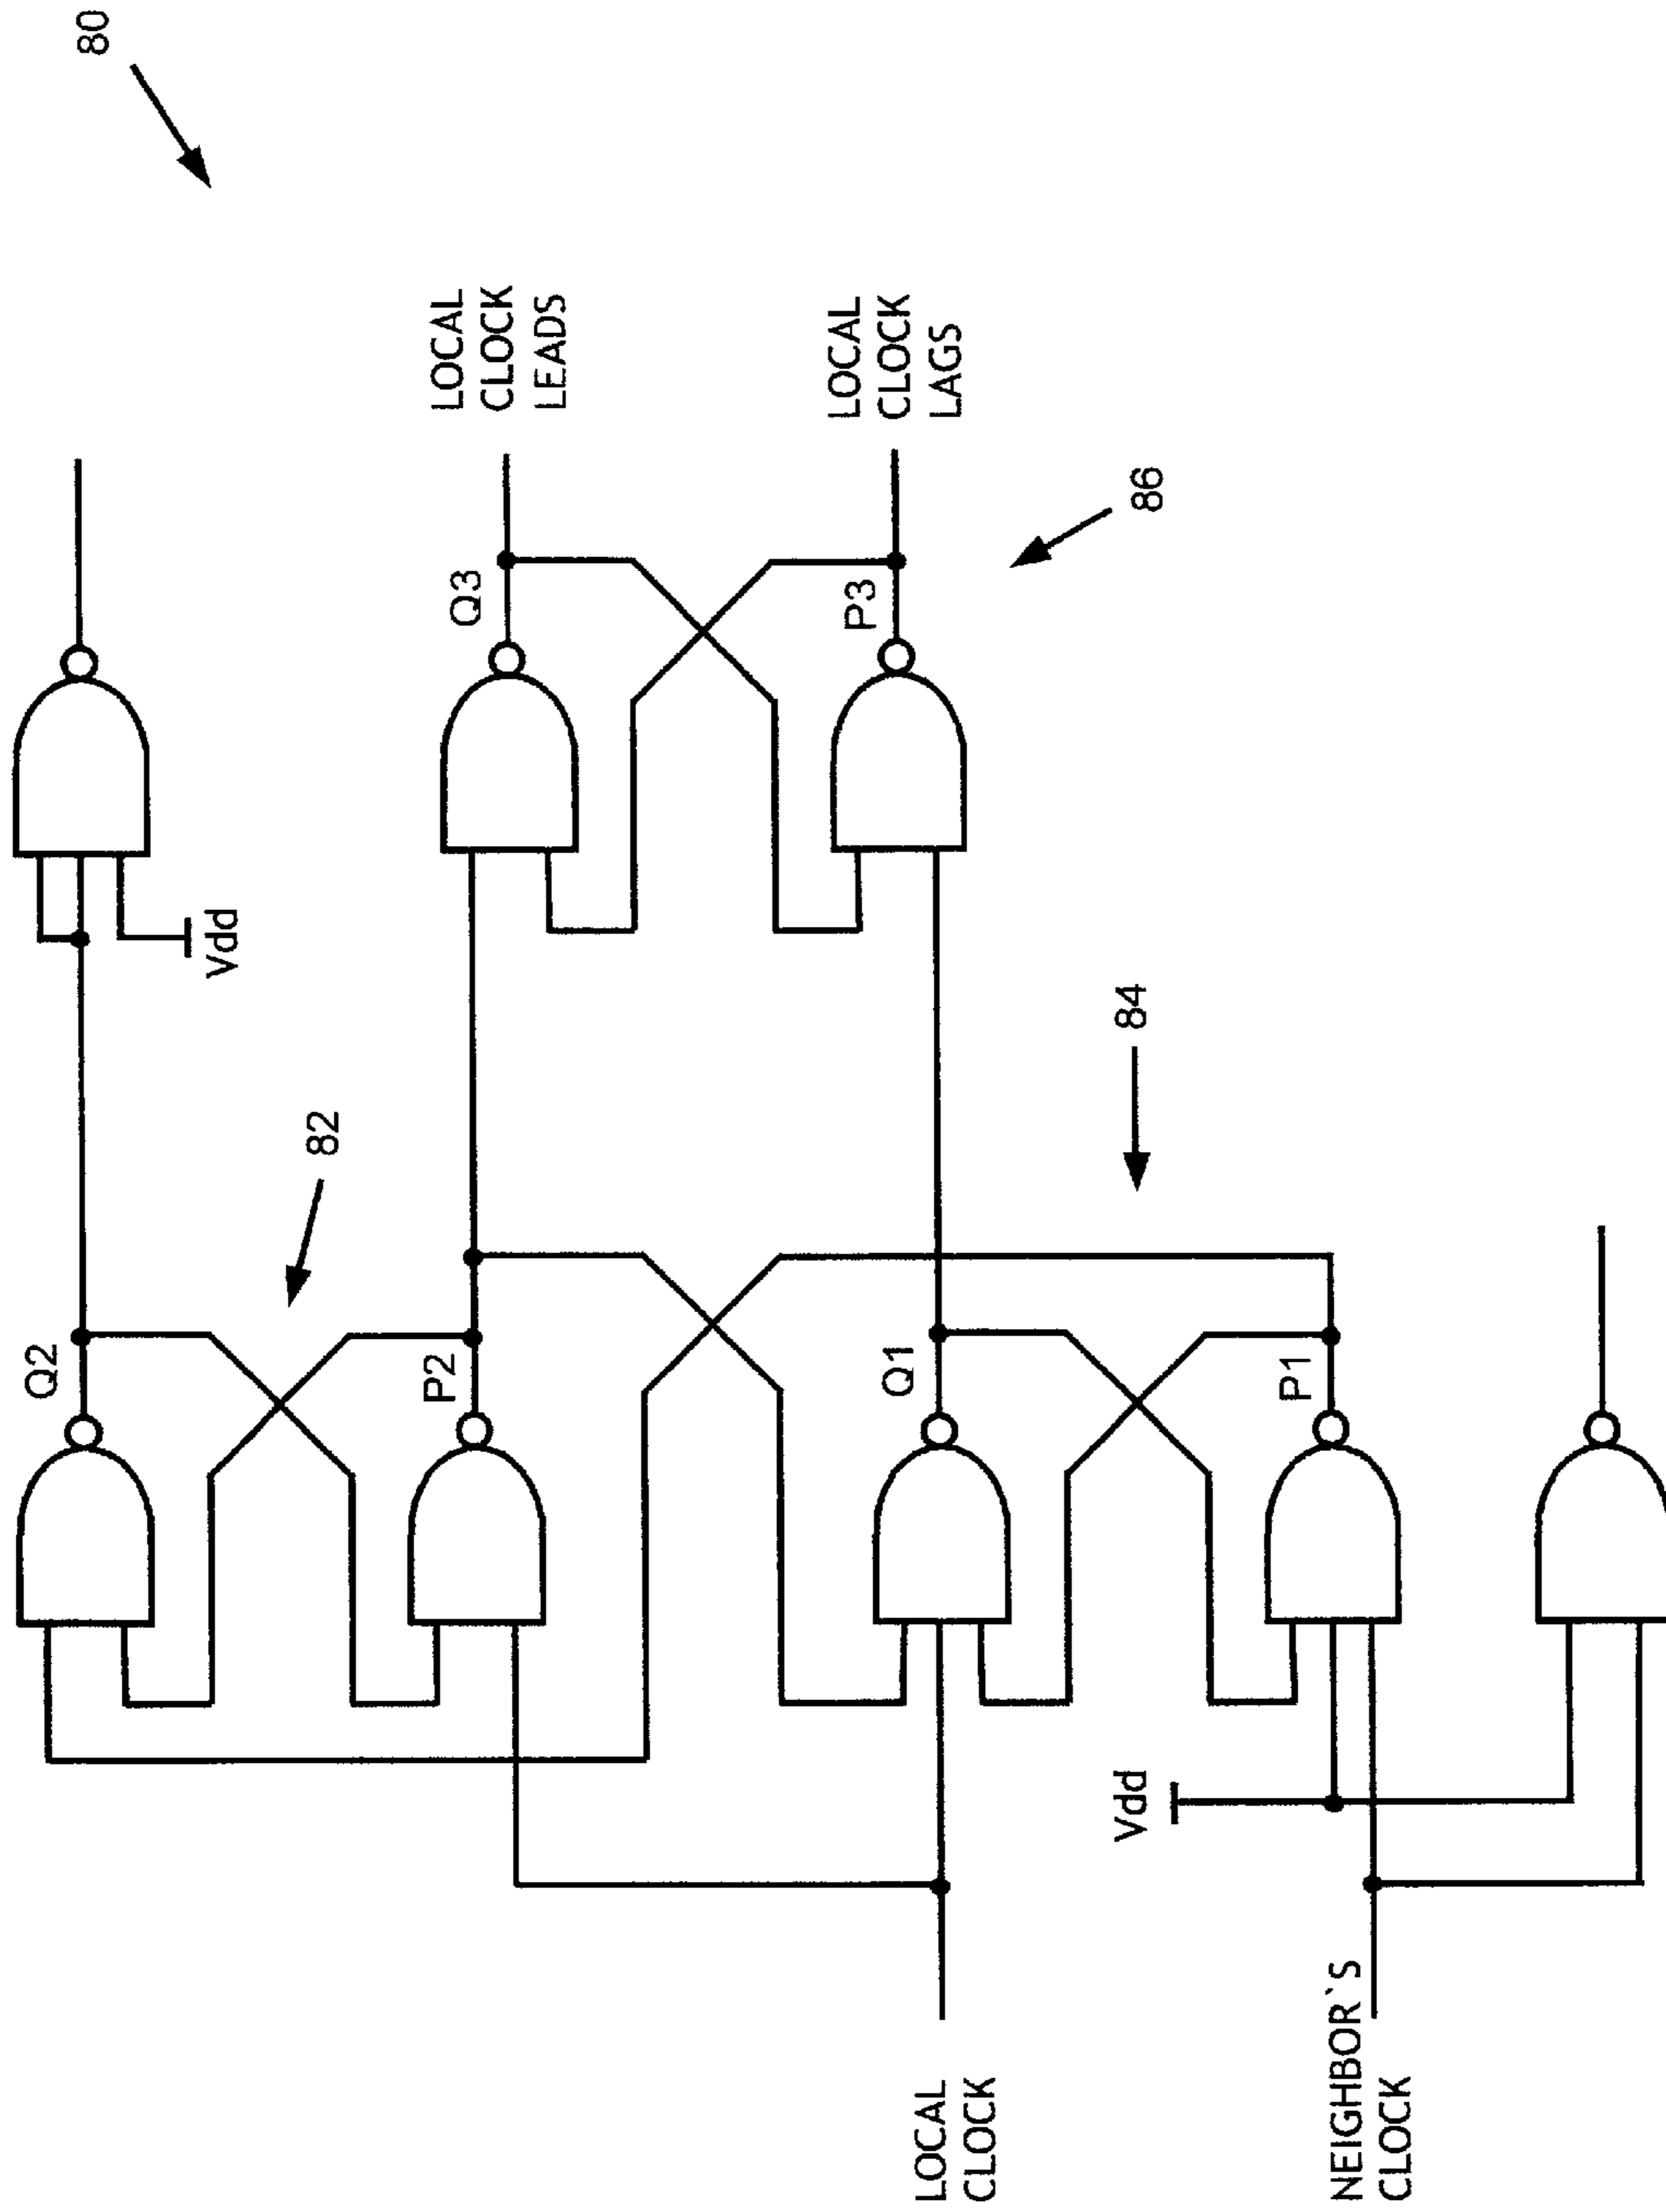 80
Q2
82
Vdd
P2
Q3
LOCAL
CLOCK
LEADS
Q1
84
P3
LOCAL
CLOCK
LAGS
86
P1
Vdd
LOCAL
CLOCK
NEIGHBOR`S
CLOCK